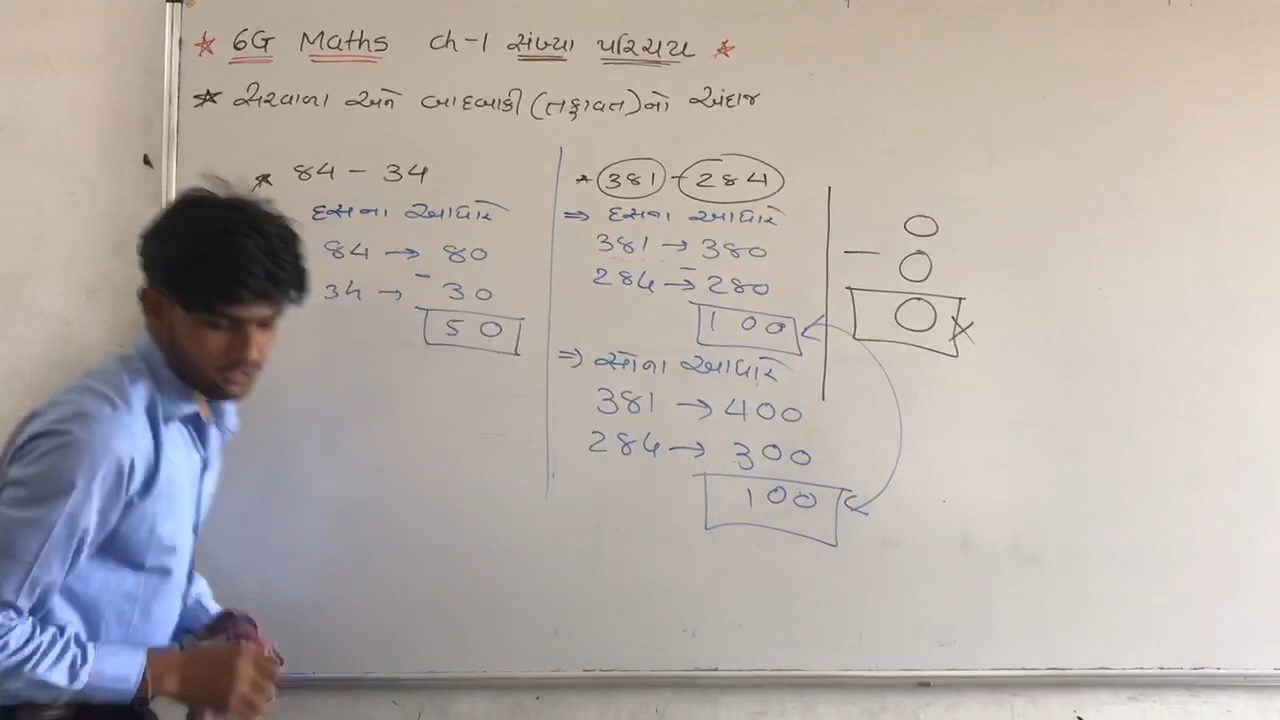 ★ 6G Maths ch-1 સંખ્યા પરિચય ★
★ સરવાળા અને બાદબાકી (તફાવત) નો અંદાજ
★ 84 - 34
દસના આધારે
84 → 80
34 → - 30
50
★ 381 - 284
⇒ દસના આધારે
381 → 380
284 → - 280
100
⇒ સોના આધારે
381 → 400
284 → 300
100
0
- 0
0 ×